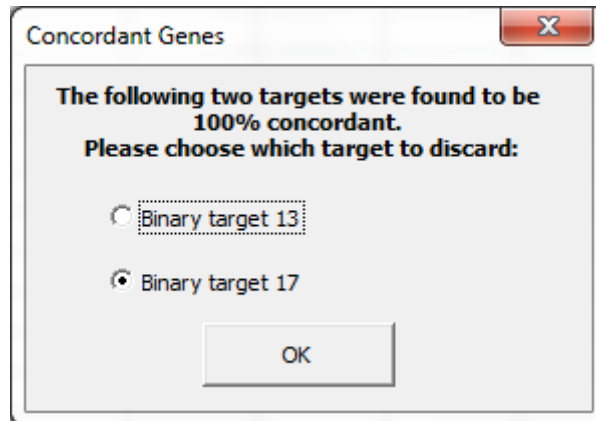 Concordant Genes
The following two targets were found to be
100% concordant.
Please choose which target to discard:
Binary target 13
Binary target 17
OK